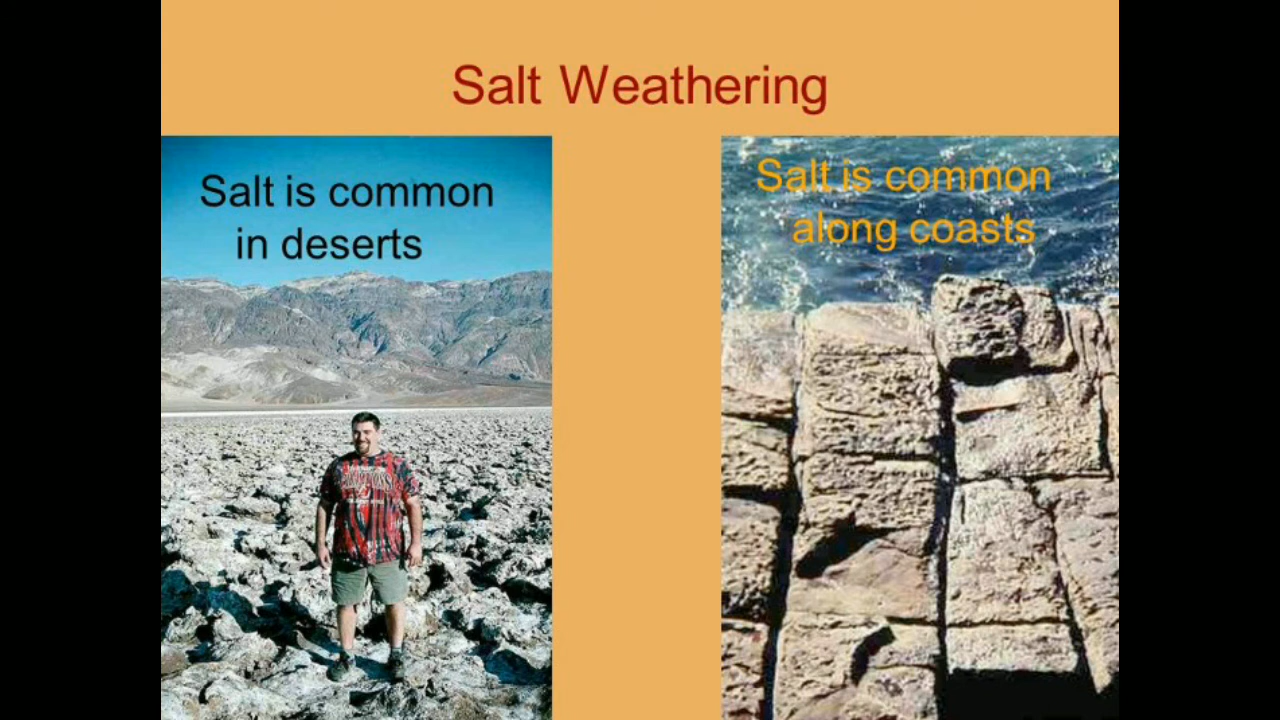 Salt Weathering
Salt is common
in deserts
Salt is common
along coasts